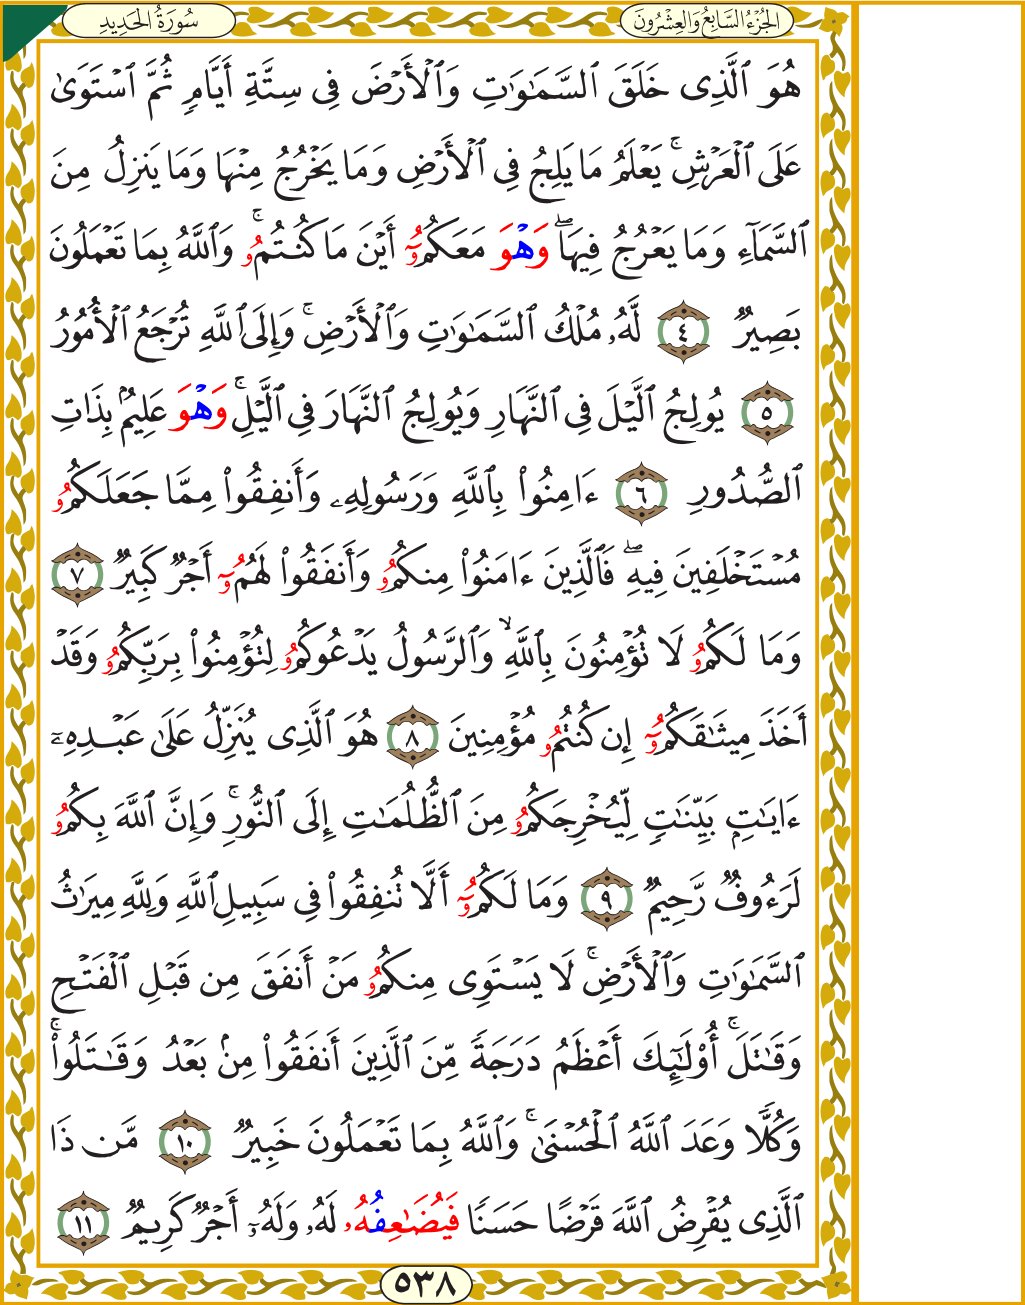 الجُزْءُ السَّابِعُ وَالعِشْرُونَ
سُورَةُ الحَدِيدِ
هُوَ ٱلَّذِى خَلَقَ ٱلسَّمَٰوَٰتِ وَٱلْأَرْضَ فِى سِتَّةِ أَيَّامٖ ثُمَّ ٱسْتَوَىٰ
عَلَى ٱلْعَرْشِۚ يَعْلَمُ مَا يَلِجُ فِى ٱلْأَرْضِ وَمَا يَخْرُجُ مِنْهَا وَمَا يَنزِلُ مِنَ
ٱلسَّمَآءِ وَمَا يَعْرُجُ فِيهَاۖ وَهْوَ مَعَكُمُۥٓ أَيْنَ مَا كُنتُمُۥۚ وَٱللَّهُ بِمَا تَعْمَلُونَ
بَصِيرٞ ٤ لَّهُۥ مُلْكُ ٱلسَّمَٰوَٰتِ وَٱلْأَرْضِۚ وَإِلَى ٱللَّهِ تُرْجَعُ ٱلْأُمُورُ
٥ يُولِجُ ٱلَّيْلَ فِى ٱلنَّهَارِ وَيُولِجُ ٱلنَّهَارَ فِى ٱلَّيْلِۚ وَهْوَ عَلِيمُۢ بِذَاتِ
ٱلصُّدُورِ ٦ ءَامِنُوا۟ بِٱللَّهِ وَرَسُولِهِۦ وَأَنفِقُوا۟ مِمَّا جَعَلَكُمُۥ
مُسْتَخْلَفِينَ فِيهِۖ فَٱلَّذِينَ ءَامَنُوا۟ مِنكُمُۥ وَأَنفَقُوا۟ لَهُمُۥٓ أَجْرٞ كَبِيرٞ ٧
وَمَا لَكُمُۥ لَا تُؤْمِنُونَ بِٱللَّهِۙ وَٱلرَّسُولُ يَدْعُوكُمُۥ لِتُؤْمِنُوا۟ بِرَبِّكُمُۥ وَقَدْ
أَخَذَ مِيثَٰقَكُمُۥٓ إِن كُنتُمُۥ مُؤْمِنِينَ ٨ هُوَ ٱلَّذِى يُنَزِّلُ عَلَىٰ عَبْدِهِۦٓ
ءَايَٰتِۭ بَيِّنَٰتٖ لِّيُخْرِجَكُمُۥ مِنَ ٱلظُّلُمَٰتِ إِلَى ٱلنُّورِۚ وَإِنَّ ٱللَّهَ بِكُمُۥ
لَرَءُوفٞ رَّحِيمٞ ٩ وَمَا لَكُمُۥٓ أَلَّا تُنفِقُوا۟ فِى سَبِيلِ ٱللَّهِ وَلِلَّهِ مِيرَٰثُ
ٱلسَّمَٰوَٰتِ وَٱلْأَرْضِۚ لَا يَسْتَوِى مِنكُمُۥ مَنْ أَنفَقَ مِن قَبْلِ ٱلْفَتْحِ
وَقَٰتَلَۚ أُو۟لَٰٓئِكَ أَعْظَمُ دَرَجَةٗ مِّنَ ٱلَّذِينَ أَنفَقُوا۟ مِنۢ بَعْدُ وَقَٰتَلُوا۟ۚ
وَكُلّٗا وَعَدَ ٱللَّهُ ٱلْحُسْنَىٰۚ وَٱللَّهُ بِمَا تَعْمَلُونَ خَبِيرٞ ١٠ مَّن ذَا
ٱلَّذِى يُقْرِضُ ٱللَّهَ قَرْضًا حَسَنٗا فَيُضَٰعِفُهُۥ لَهُۥ وَلَهُۥٓ أَجْرٞ كَرِيمٞ ١١
٥٣٨